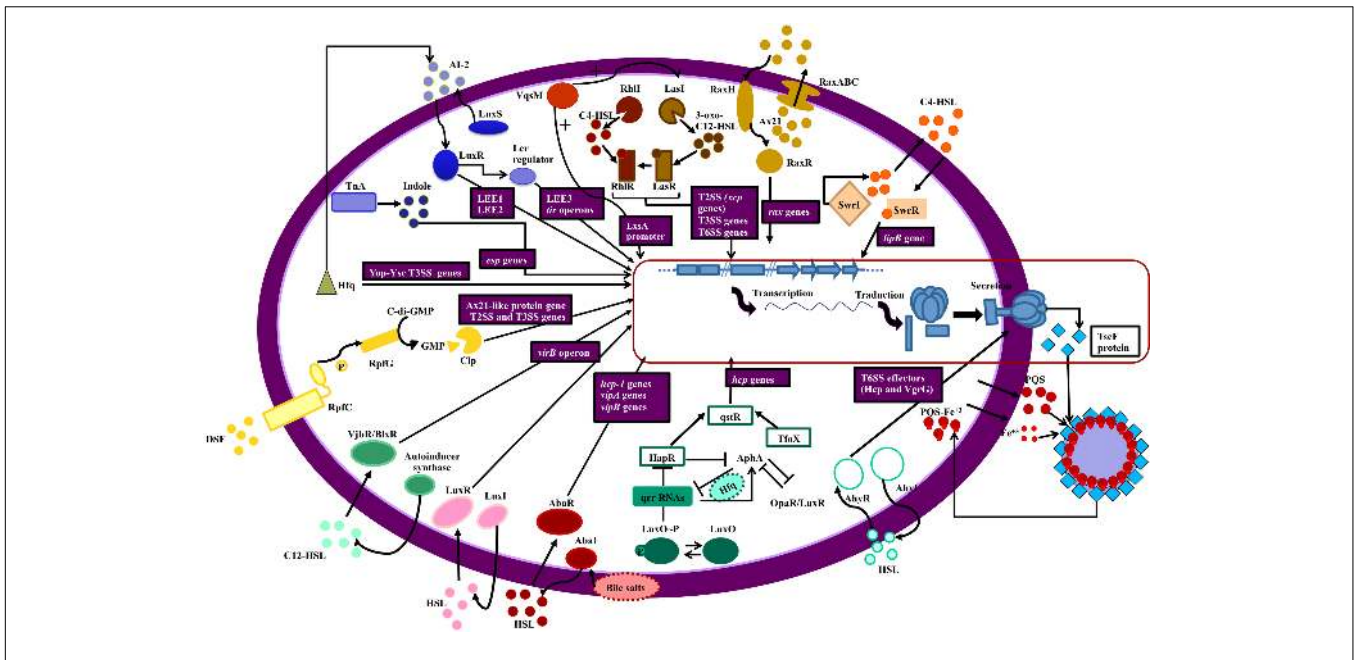 AI-2
LuxS
LuxR
Ler
regulator
VqsM
+
+
RhlI
LasI
C4-HSL
3-oxo-
C12-HSL
RhlR
LasR
RaxH
RaxABC
Ax21
RaxR
C4-HSL
SwrI
SwrR
TnA
Indole
LEE1
LEE2
LEE3
tir operons
LxsA
promoter
T2SS (xcp
genes)
T3SS genes
T6SS genes
rax genes
lipB gene
esp genes
Yop-Ysc T3SS genes
Hfq
Transcription
Traduction
Secretion
TseF
protein
C-di-GMP
GMP
Clp
RpfG
P
RpfC
DSF
Ax21-like protein gene
T2SS and T3SS genes
virB operon
hcp-1 genes
vipA genes
vipB genes
hcp genes
T6SS effectors
(Hcp and VgrG)
PQS
PQS-Fe+3
Fe+3
qstR
TfoX
HapR
AphA
Hfq
qrr RNAs
OpaR/LuxR
LuxO~P
P
LuxO
VjbR/BlxR
Autoinducer
synthase
C12-HSL
LuxR
LuxI
HSL
AbaR
AbaI
HSL
Bile salts
AhyR
AhyI
HSL